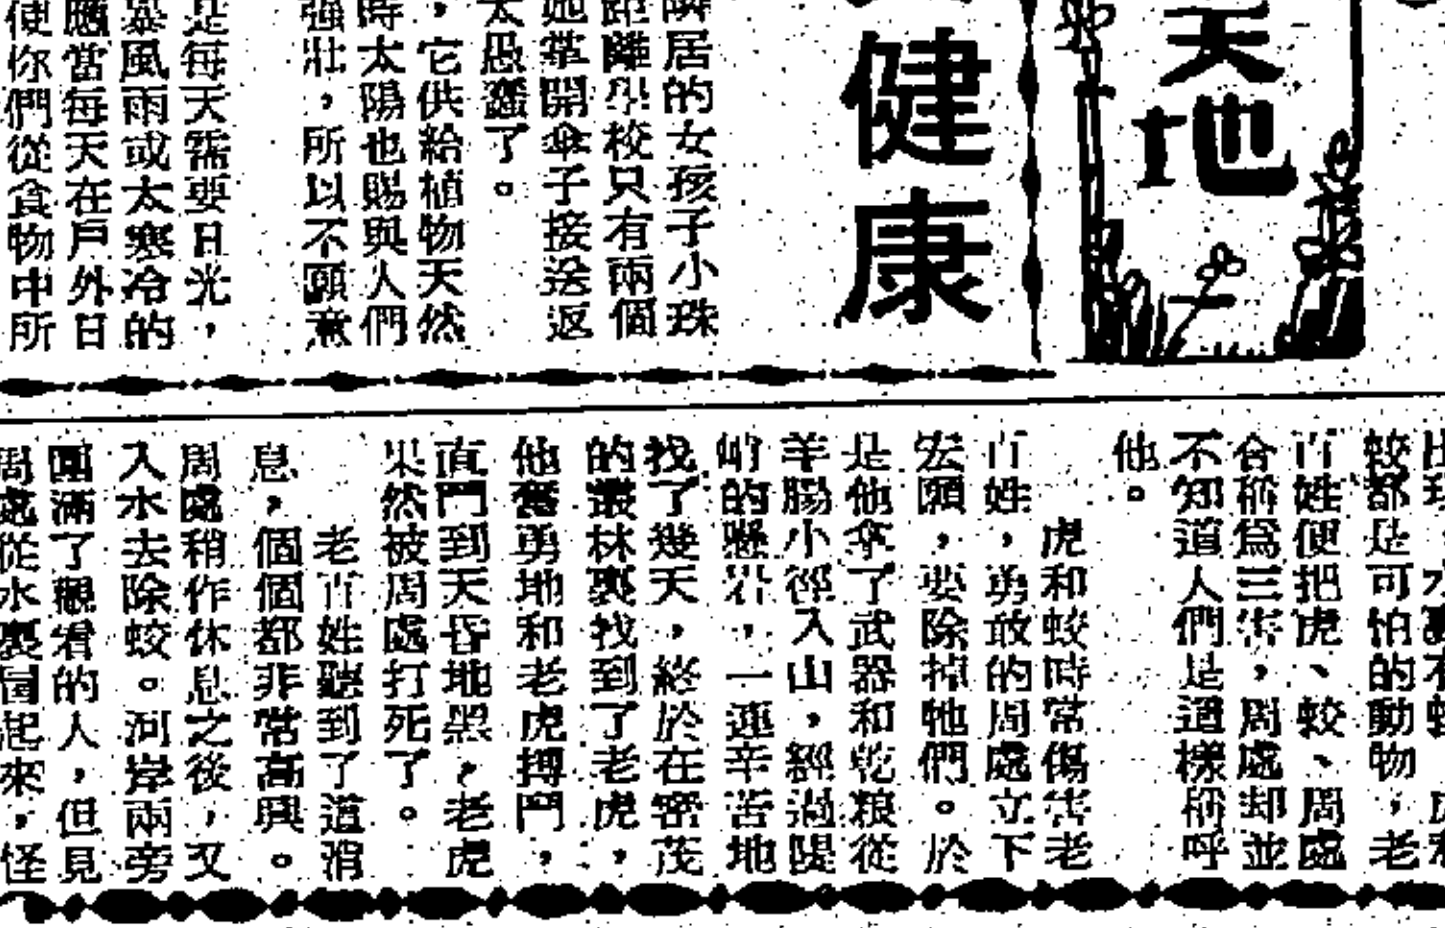 天地
健康
鄰居的女孩子小珠
距離學校只有兩個
她掌開傘子接送返
太愚蠢了。
，它供給植物天然
時太陽也賜與人們
強壯，所以不願意
是每天需要日光，
暴風雨或太寒冷的
應當每天在戶外日
使你們從食物中所
蛟都是可怕的動物，老
百姓便把虎、蛟、周處
合稱為三害，周處却並
不知道人們是這樣稱呼
他。
虎和蛟時常傷害老
百姓，勇敢的周處立下
宏願，要除掉牠們。於
是他拿了武器和乾粮從
羊腸小徑入山，經過陡
峭的懸岩，一連辛苦地
找了幾天，終於在密茂
的叢林裏找到了老虎，
他奮勇地和老虎搏鬥，
直鬥到天昏地黑，老虎
果然被周處打死了。
老百姓聽到了道消
息，個個都非常高興。
周處稍作休息之後，又
入水去除蛟。河岸兩旁
圍滿了觀看的人，但見
周處從水裏冒起來，怪